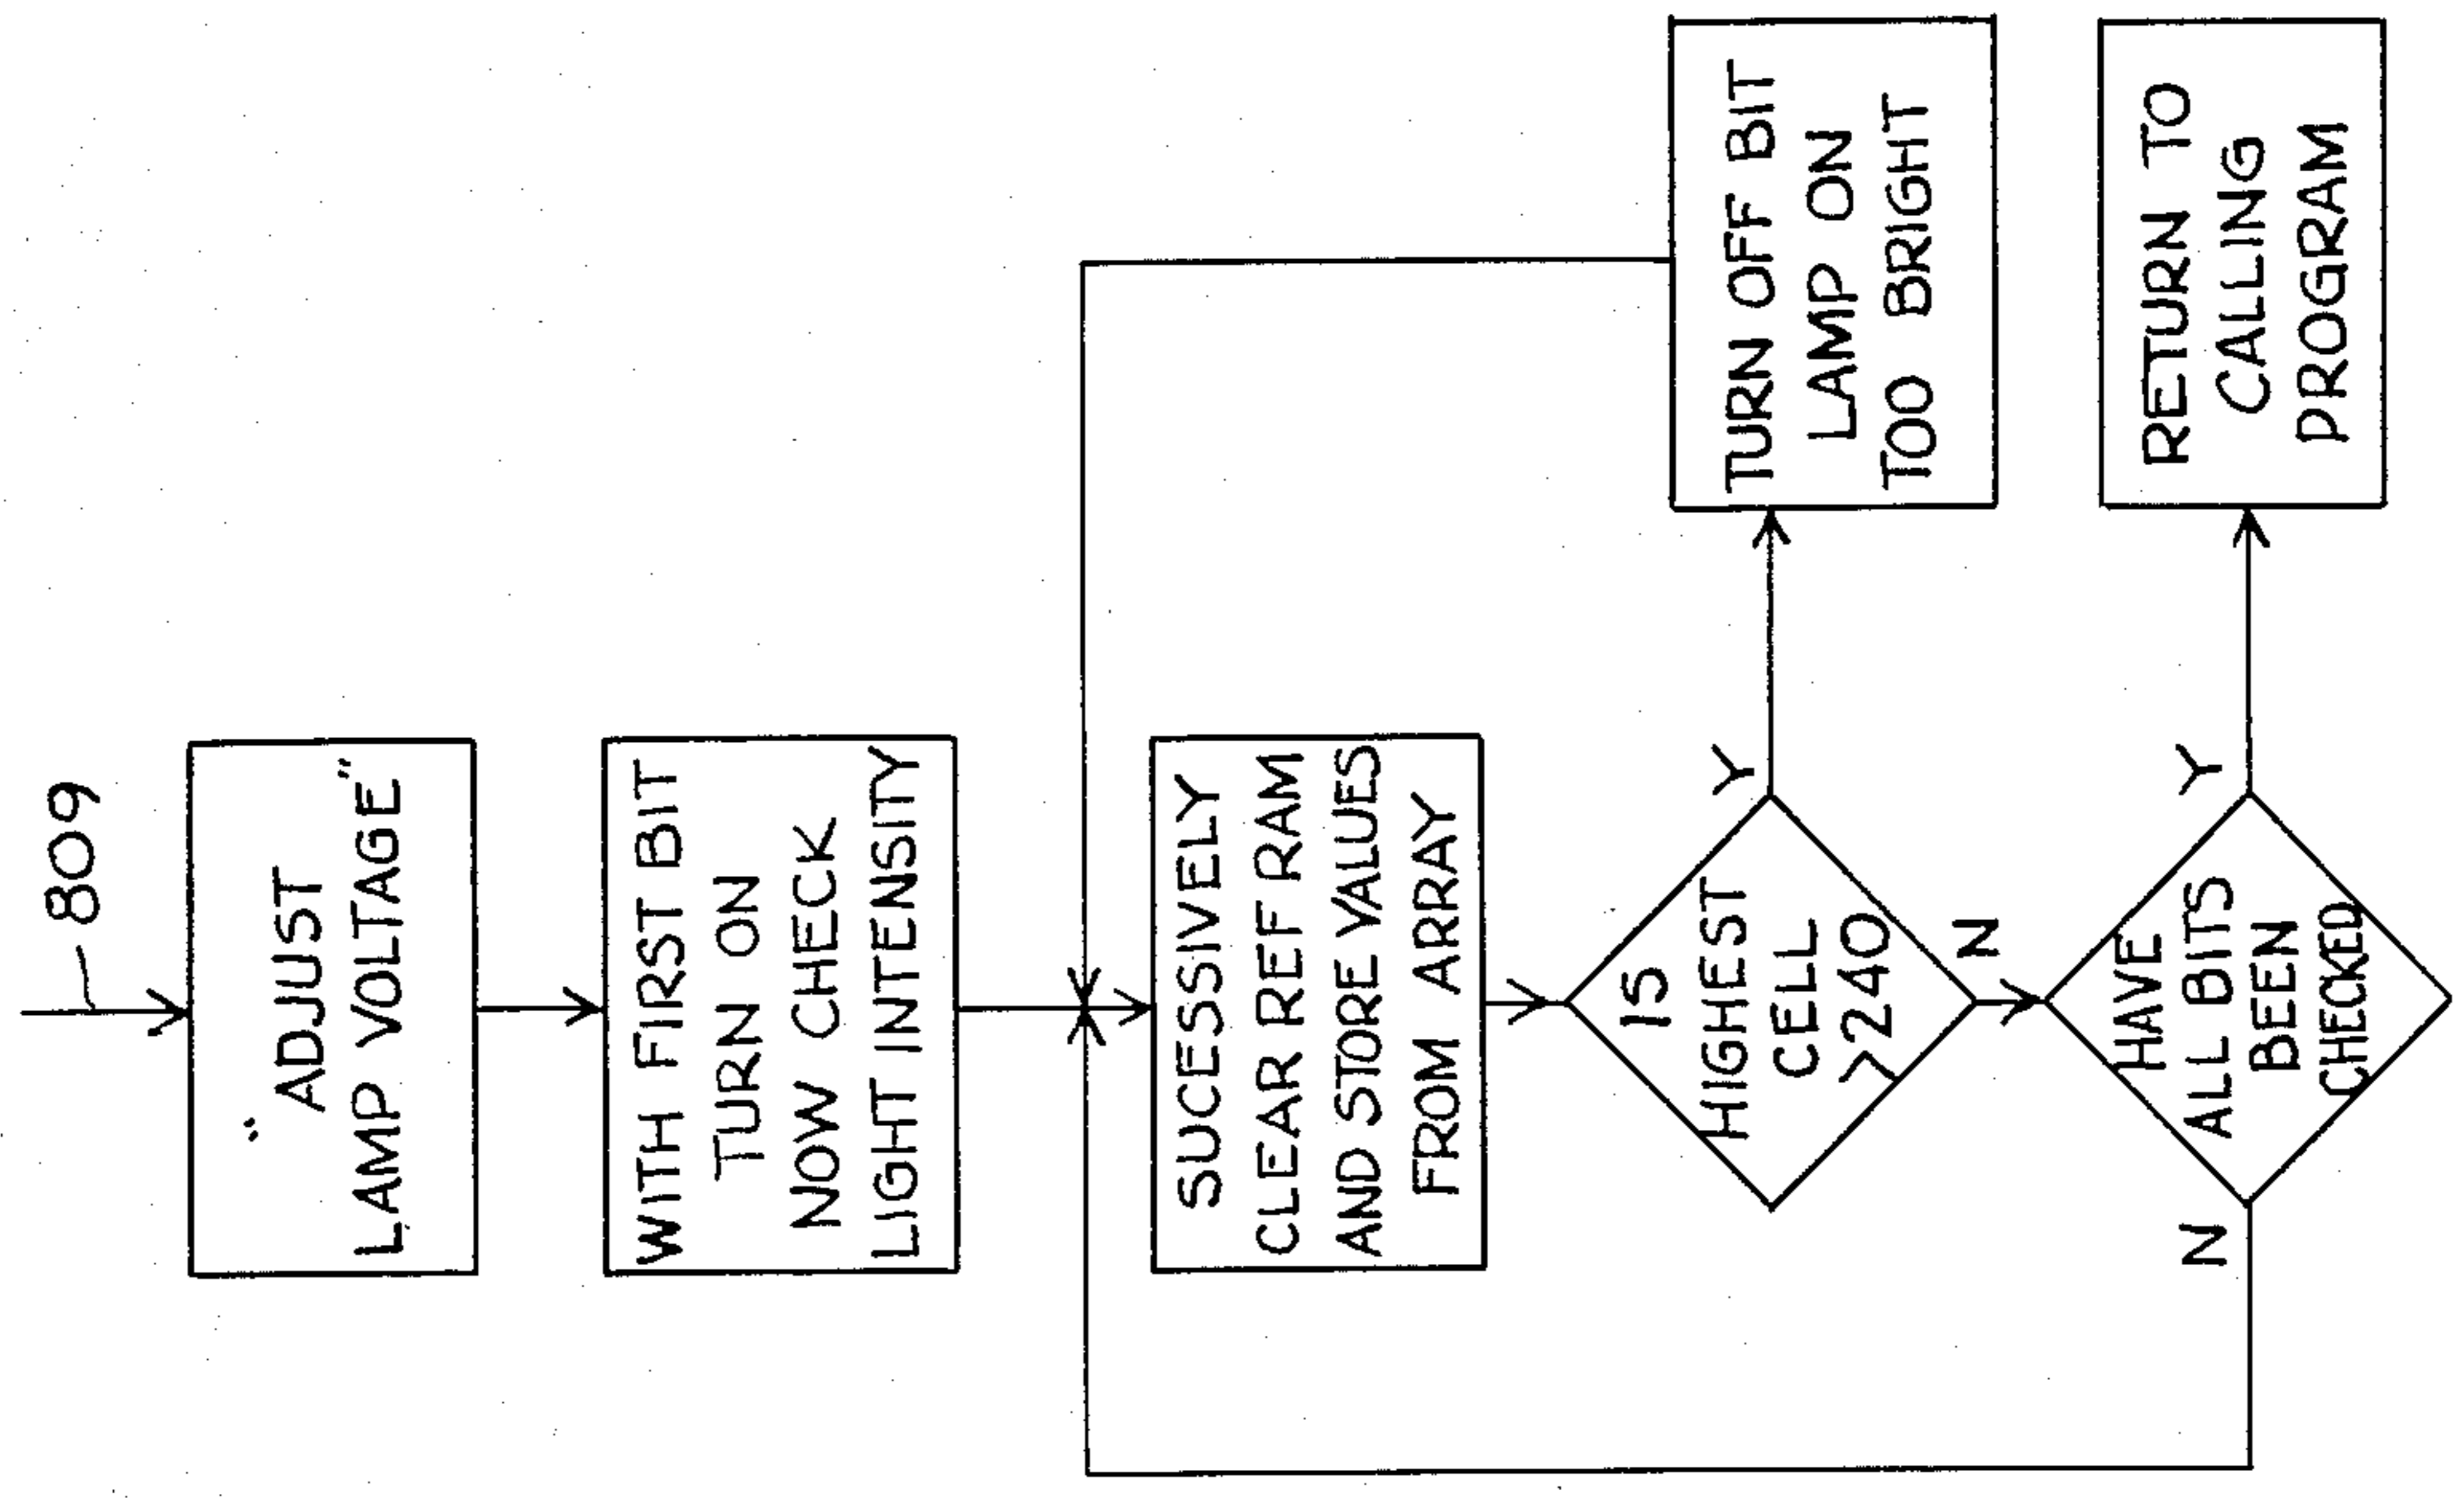 809
"ADJUST
LAMP VOLTAGE"
WITH FIRST BIT
TURN ON
NOW CHECK
LIGHT INTENSITY
SUCESSIVELY
CLEAR REF RAM
AND STORE VALUES
FROM ARRAY
IS
HIGHEST
CELL
>240
Y
N
TURN OFF BIT
LAMP ON
TOO BRIGHT
HAVE
ALL BITS
BEEN
CHECKED
Y
N
RETURN TO
CALLING
PROGRAM